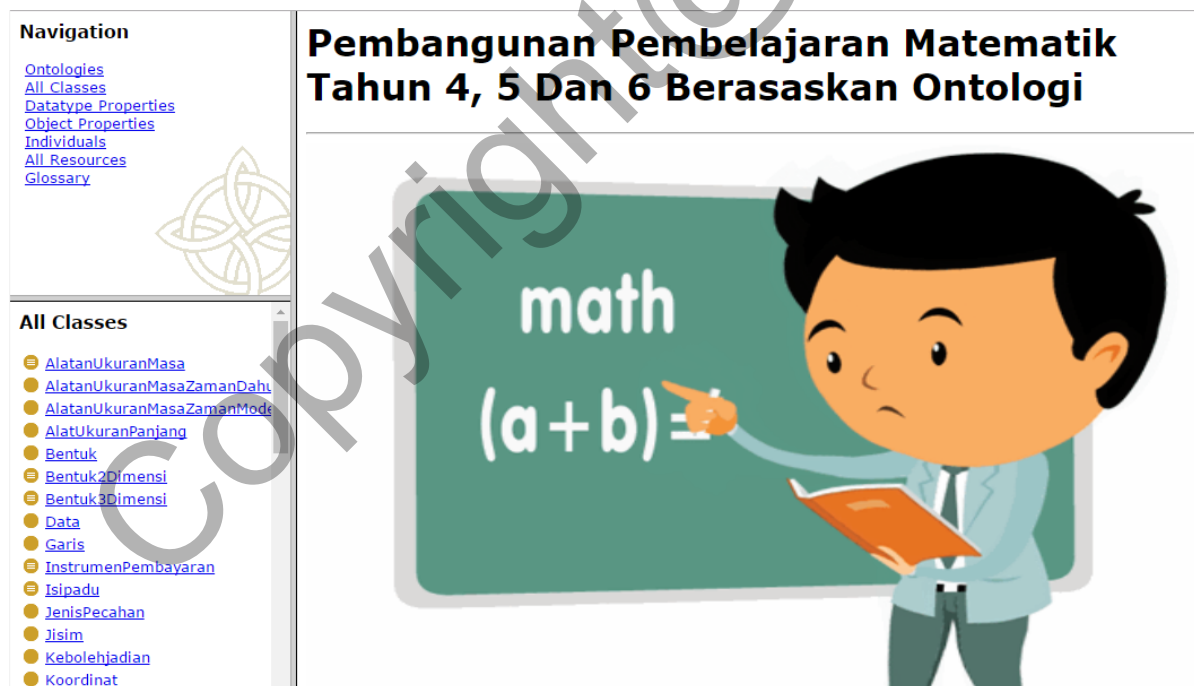 Navigation
Ontologies
All Classes
Datatype Properties
Object Properties
Individuals
All Resources
Glossary
All Classes
AlatanUkuranMasa
AlatanUkuranMasaZamanDahu
AlatanUkuranMasaZamanMode
AlatUkuranPanjang
Bentuk
Bentuk2Dimensi
Bentuk3Dimensi
Data
Garis
InstrumenPembayaran
Isipadu
JenisPecahan
Jisim
Kebolehjadian
Koordinat
Pembangunan Pembelajaran Matematik
Tahun 4, 5 Dan 6 Berasaskan Ontologi
math
(a+b)=
Copyright@